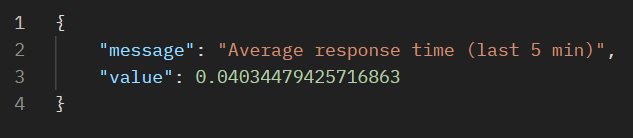 1 {
2 "message": "Average response time (last 5 min)",
3 "value": 0.04034479425716863
4 }